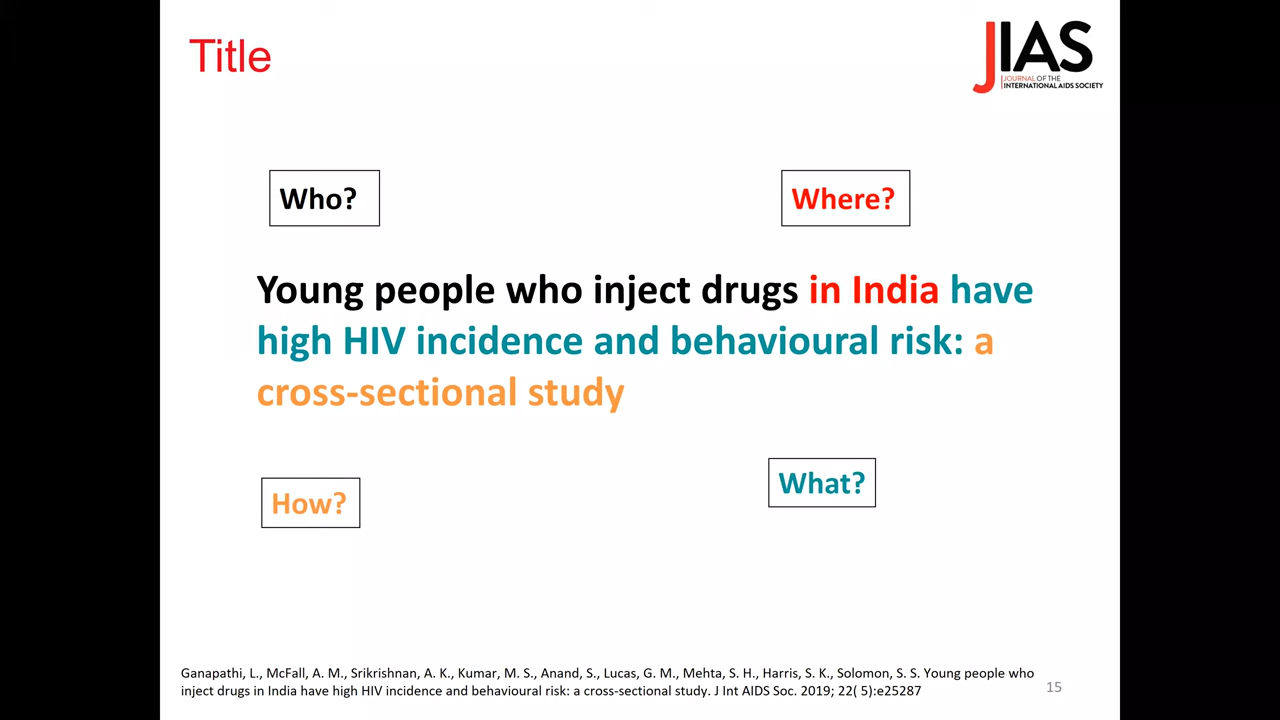 Title
JIAS
JOURNAL OF THE
INTERNATIONAL AIDS SOCIETY
Who?
Where?
Young people who inject drugs in India have
high HIV incidence and behavioural risk: a
cross-sectional study
How?
What?
Ganapathi, L., McFall, A. M., Srikrishnan, A. K., Kumar, M. S., Anand, S., Lucas, G. M., Mehta, S. H., Harris, S. K., Solomon, S. S. Young people who
inject drugs in India have high HIV incidence and behavioural risk: a cross-sectional study. J Int AIDS Soc. 2019; 22( 5):e25287
15